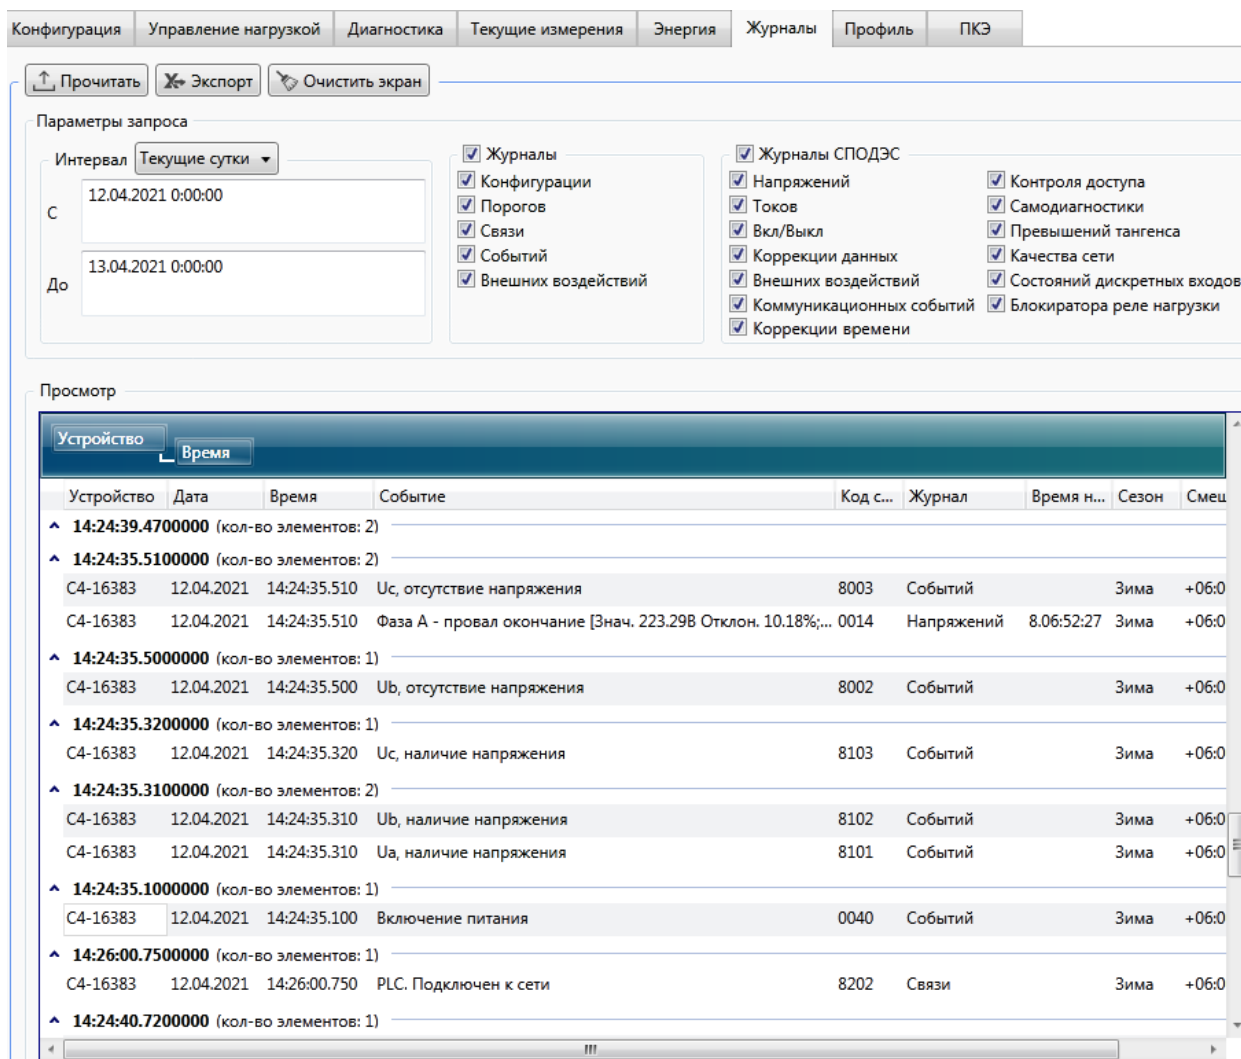 Конфигурация Управление нагрузкой Диагностика Текущие измерения Энергия Журналы Профиль ПКЭ
Прочитать Экспорт Очистить экран
Параметры запроса
Интервал Текущие сутки
С 12.04.2021 0:00:00
До 13.04.2021 0:00:00
Журналы
Конфигурации
Порогов
Связи
Событий
Внешних воздействий
Журналы СПОДЭС
Напряжений
Токов
Вкл/Выкл
Коррекции данных
Внешних воздействий
Коммуникационных событий
Коррекции времени
Контроля доступа
Самодиагностики
Превышений тангенса
Качества сети
Состояний дискретных входов
Блокиратора реле нагрузки
Просмотр
Устройство
Время
Устройство Дата Время Событие Код с... Журнал Время н... Сезон Смещ
14:24:39.4700000 (кол-во элементов: 2)
14:24:35.5100000 (кол-во элементов: 2)
C4-16383 12.04.2021 14:24:35.510 Uc, отсутствие напряжения 8003 Событий Зима +06:0
C4-16383 12.04.2021 14:24:35.510 Фаза A - провал окончание [Знач. 223.29В Отклон. 10.18%;... 0014 Напряжений 8.06:52:27 Зима +06:0
14:24:35.5000000 (кол-во элементов: 1)
C4-16383 12.04.2021 14:24:35.500 Ub, отсутствие напряжения 8002 Событий Зима +06:0
14:24:35.3200000 (кол-во элементов: 1)
C4-16383 12.04.2021 14:24:35.320 Uc, наличие напряжения 8103 Событий Зима +06:0
14:24:35.3100000 (кол-во элементов: 2)
C4-16383 12.04.2021 14:24:35.310 Ub, наличие напряжения 8102 Событий Зима +06:0
C4-16383 12.04.2021 14:24:35.310 Ua, наличие напряжения 8101 Событий Зима +06:0
14:24:35.1000000 (кол-во элементов: 1)
C4-16383 12.04.2021 14:24:35.100 Включение питания 0040 Событий Зима +06:0
14:26:00.7500000 (кол-во элементов: 1)
C4-16383 12.04.2021 14:26:00.750 PLC. Подключен к сети 8202 Связи Зима +06:0
14:24:40.7200000 (кол-во элементов: 1)